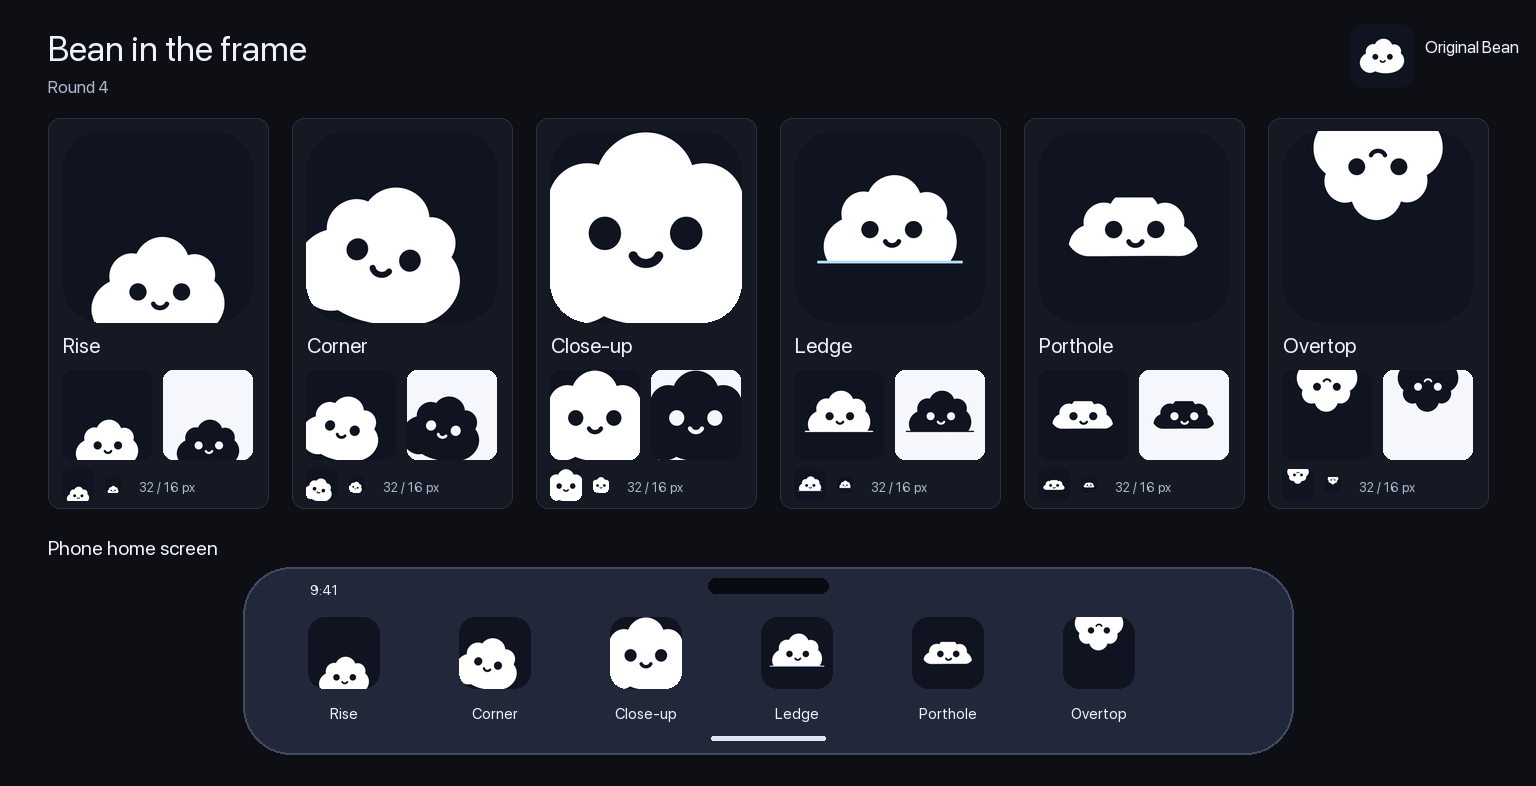 Bean in the frame
Round 4
Original Bean
Rise
Corner
Close-up
Ledge
Porthole
Overtop
32 / 16 px
32 / 16 px
32 / 16 px
32 / 16 px
32 / 16 px
32 / 16 px
Phone home screen
9:41
Rise
Corner
Close-up
Ledge
Porthole
Overtop